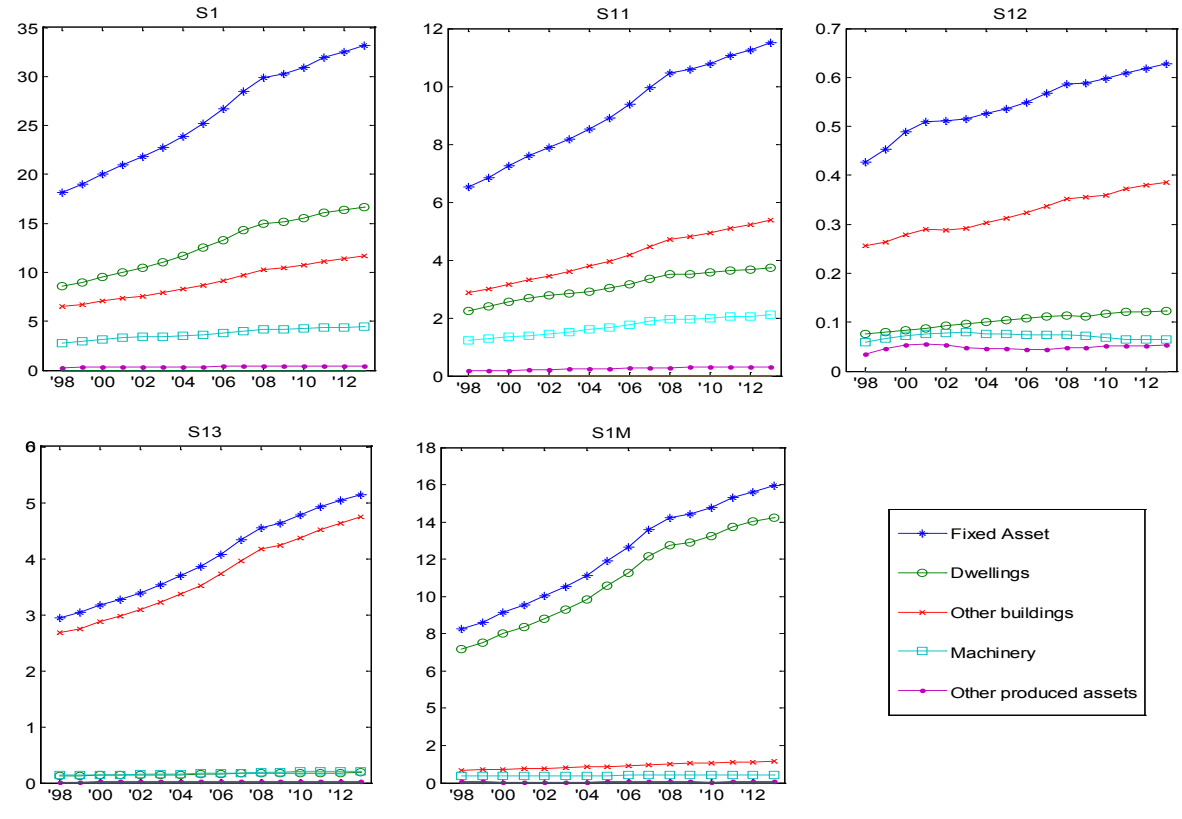 S1
35
30
25
20
15
10
5
0
'98 '00 '02 '04 '06 '08 '10 '12
S11
12
10
8
6
4
2
0
'98 '00 '02 '04 '06 '08 '10 '12
S12
0.7
0.6
0.5
0.4
0.3
0.2
0.1
0
'98 '00 '02 '04 '06 '08 '10 '12
S13
6
5
4
3
2
1
0
'98 '00 '02 '04 '06 '08 '10 '12
S1M
18
16
14
12
10
8
6
5
2
0
'98 '00 '02 '04 '06 '08 '10 '12
Fixed Asset
Dwellings
Other buildings
Machinery
Other produced assets